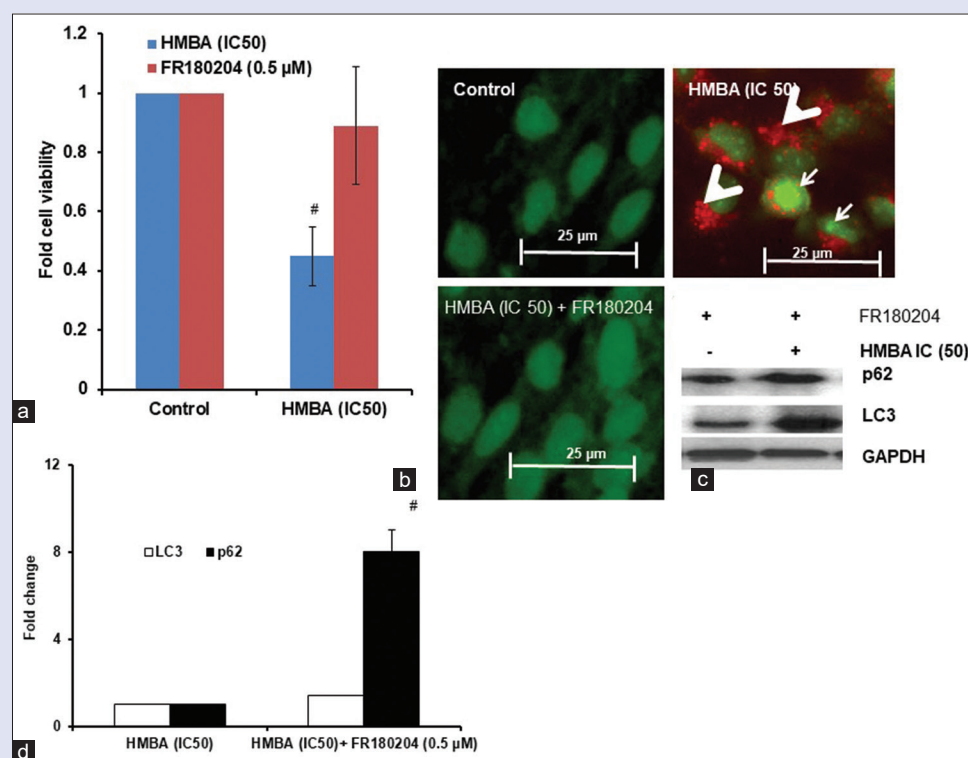 1.2
1
0.8
0.6
0.4
0.2
0
Fold cell viability
HMBA (IC50)
FR180204 (0.5 µM)
#
Control
HMBA (IC50)
a
Control
25 µm
HMBA (IC 50)
25 µm
HMBA (IC 50) + FR180204
25 µm
b
+ + FR180204
- + HMBA IC (50)
p62
LC3
GAPDH
c
12
8
4
0
Fold change
LC3 p62
#
HMBA (IC50)
HMBA (IC50)+ FR180204 (0.5 µM)
d